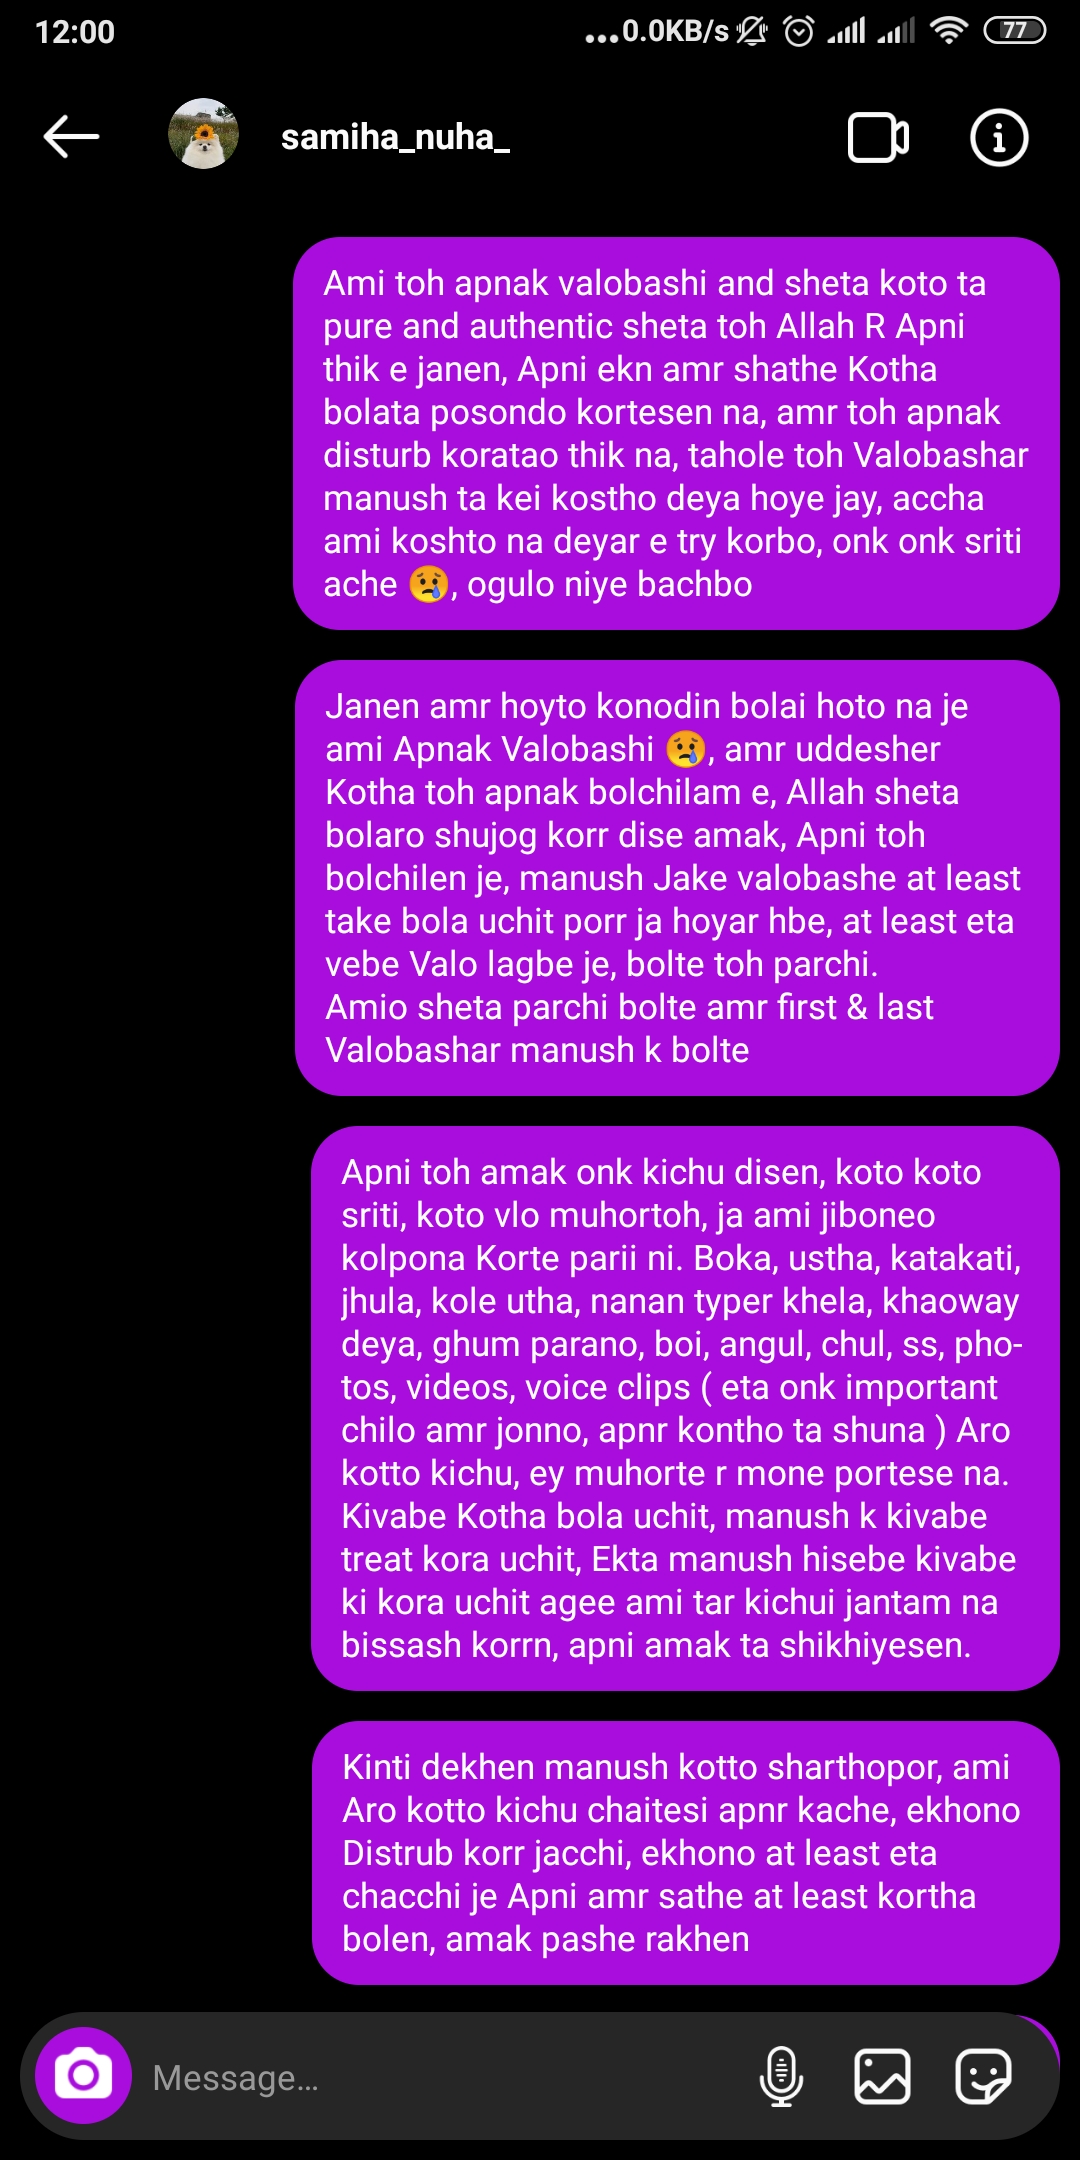 12:00
...0.0KB/s
77
samiha_nuha_
Ami toh apnak valobashi and sheta koto ta
pure and authentic sheta toh Allah R Apni
thik e janen, Apni ekn amr shathe Kotha
bolata posondo kortesen na, amr toh apnak
disturb koratao thik na, tahole toh Valobashar
manush ta kei kostho deya hoye jay, accha
ami koshto na deyar e try korbo, onk onk sriti
ache 😢, ogulo niye bachbo
Janen amr hoyto konodin bolai hoto na je
ami Apnak Valobashi 😢, amr uddesher
Kotha toh apnak bolchilam e, Allah sheta
bolaro shujog korr dise amak, Apni toh
bolchilen je, manush Jake valobashe at least
take bola uchit porr ja hoyar hbe, at least eta
vebe Valo lagbe je, bolte toh parchi.
Amio sheta parchi bolte amr first & last
Valobashar manush k bolte
Apni toh amak onk kichu disen, koto koto
sriti, koto vlo muhortoh, ja ami jiboneo
kolpona Korte parii ni. Boka, ustha, katakati,
jhula, kole utha, nanan typer khela, khaoway
deya, ghum parano, boi, angul, chul, ss, pho-
tos, videos, voice clips ( eta onk important
chilo amr jonno, apnr kontho ta shuna ) Aro
kotto kichu, ey muhorte r mone portese na.
Kivabe Kotha bola uchit, manush k kivabe
treat kora uchit, Ekta manush hisebe kivabe
ki kora uchit agee ami tar kichui jantam na
bissash korrn, apni amak ta shikhiyesen.
Kinti dekhen manush kotto sharthopor, ami
Aro kotto kichu chaitesi apnr kache, ekhono
Distrub korr jacchi, ekhono at least eta
chacchi je Apni amr sathe at least kortha
bolen, amak pashe rakhen
Message...